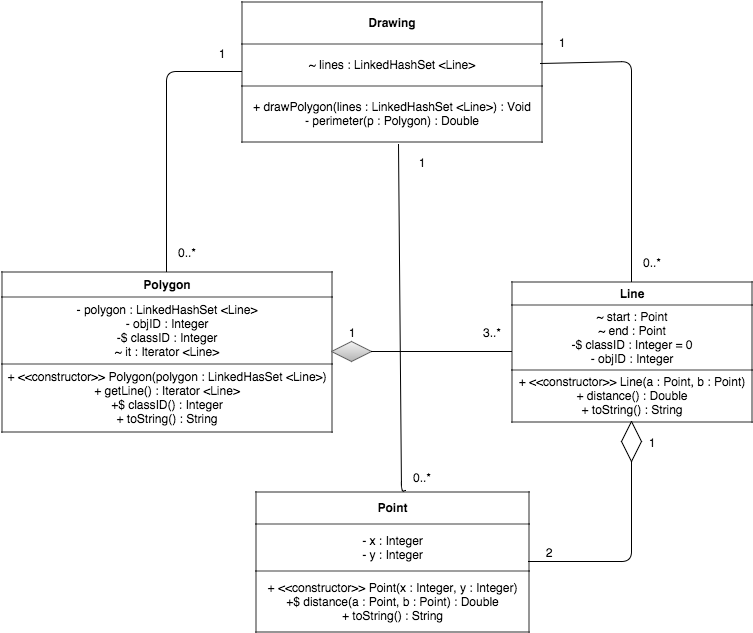 Drawing
~ lines : LinkedHashSet <Line>
+ drawPolygon(lines : LinkedHashSet <Line>) : Void
- perimeter(p : Polygon) : Double
1
1
1
0..*
0..*
Polygon
- polygon : LinkedHashSet <Line>
- objID : Integer
-$ classID : Integer
~ it : Iterator <Line>
+ <<constructor>> Polygon(polygon : LinkedHasSet <Line>)
+ getLine() : Iterator <Line>
+$ classID() : Integer
+ toString() : String
1
3..*
Line
~ start : Point
~ end : Point
-$ classID : Integer = 0
- objID : Integer
+ <<constructor>> Line(a : Point, b : Point)
+ distance() : Double
+ toString() : String
1
0..*
2
Point
- x : Integer
- y : Integer
+ <<constructor>> Point(x : Integer, y : Integer)
+$ distance(a : Point, b : Point) : Double
+ toString() : String